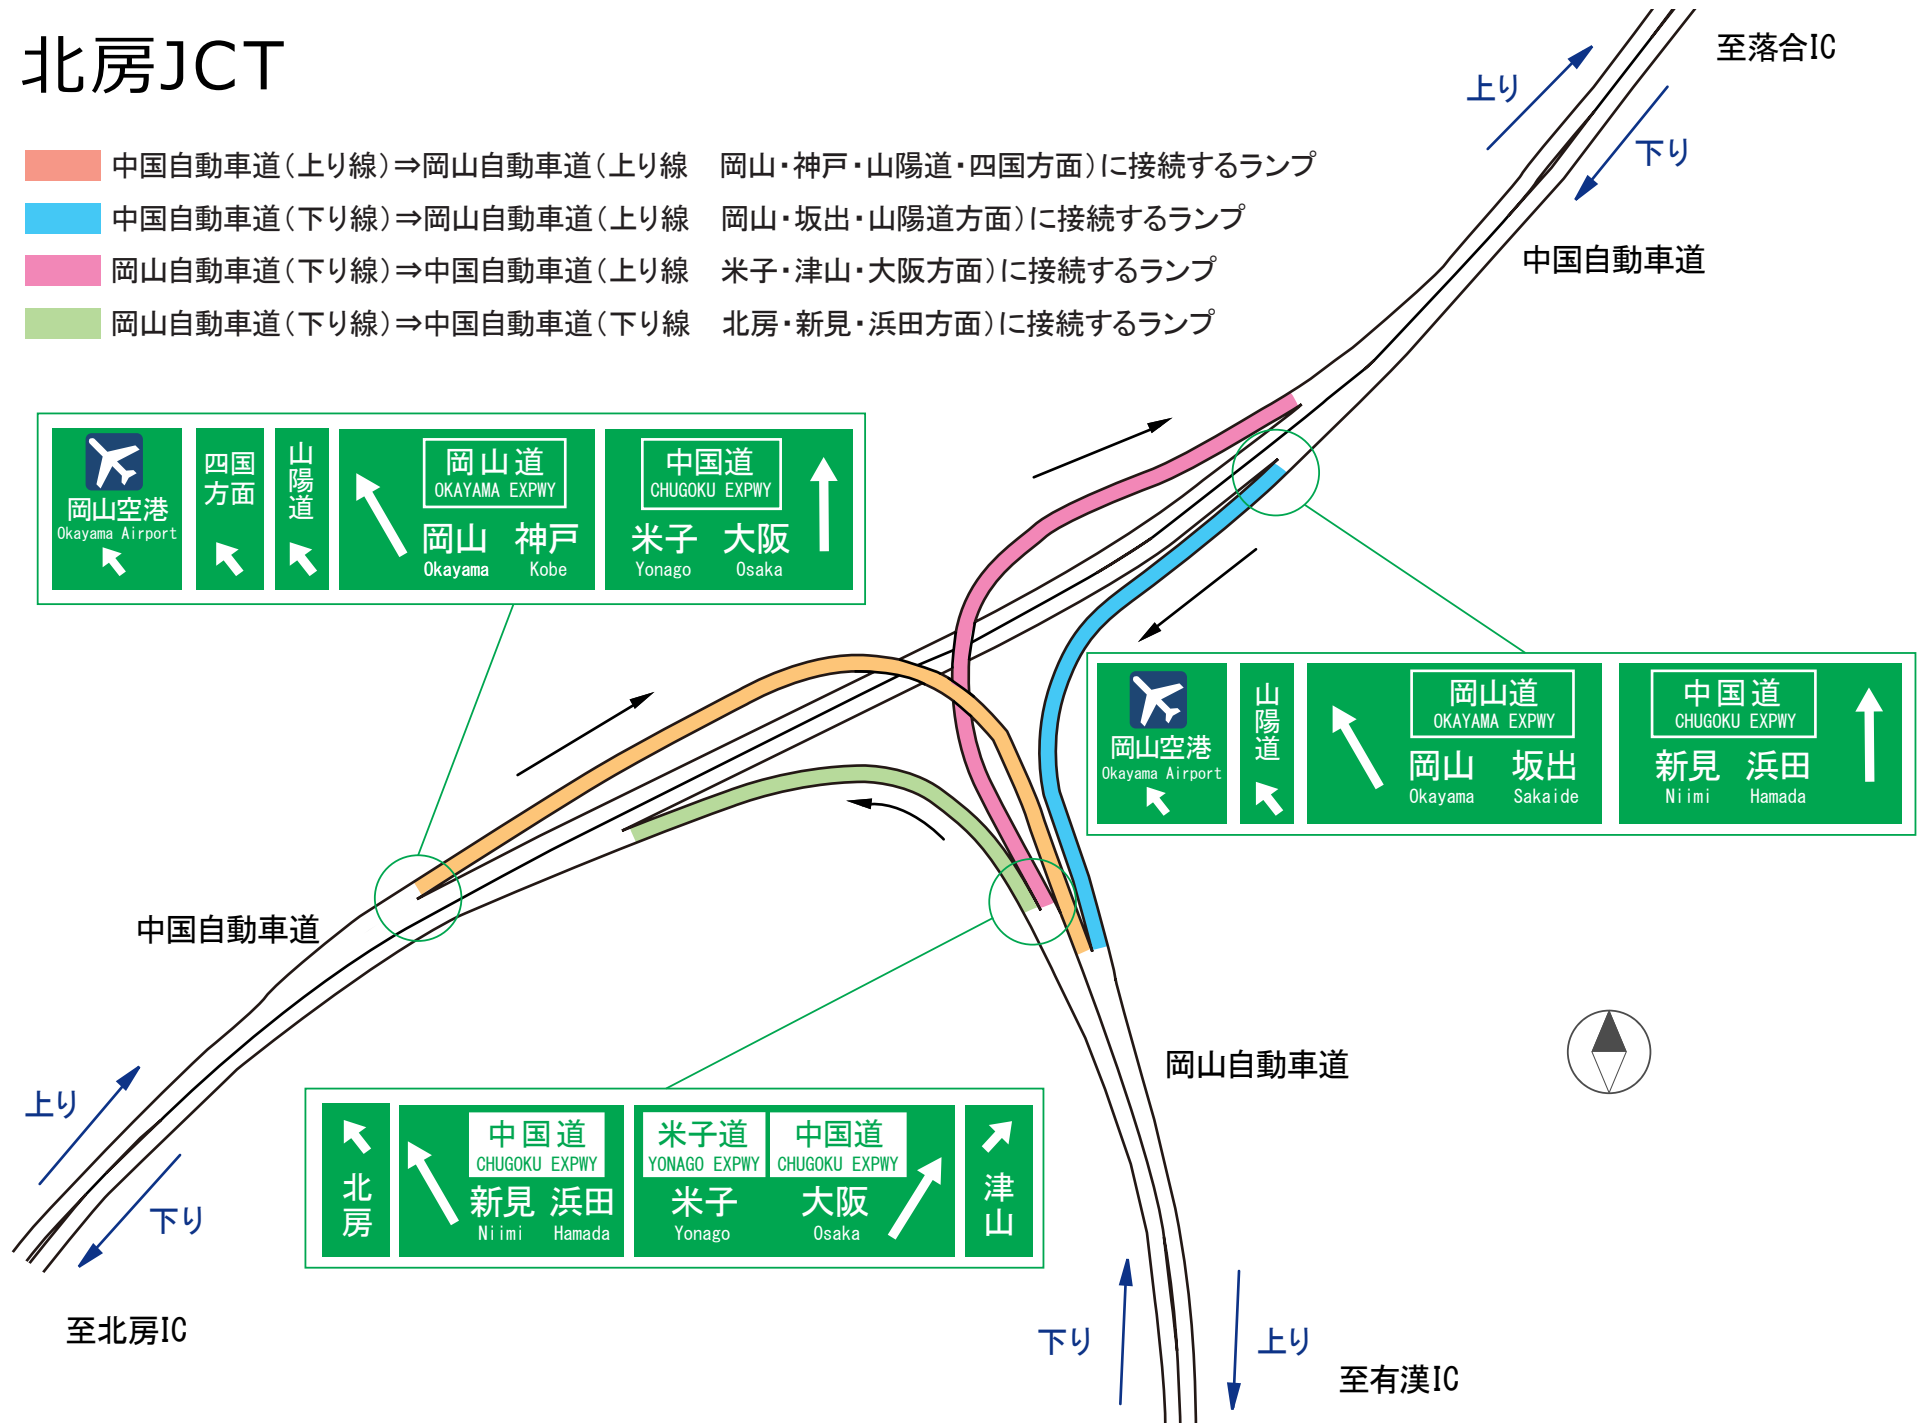 北房JCT
至落合IC
上り
下り
中国自動車道(上り線)⇒岡山自動車道(上り線　岡山・神戸・山陽道・四国方面)に接続するランプ
中国自動車道(下り線)⇒岡山自動車道(上り線　岡山・坂出・山陽道方面)に接続するランプ
岡山自動車道(下り線)⇒中国自動車道(上り線　米子・津山・大阪方面)に接続するランプ
岡山自動車道(下り線)⇒中国自動車道(下り線　北房・新見・浜田方面)に接続するランプ
中国自動車道
岡山空港
Okayama Airport
四国
方面
山陽道
岡山道
OKAYAMA EXPWY
岡山 神戸
Okayama Kobe
中国道
CHUGOKU EXPWY
米子 大阪
Yonago Osaka
岡山空港
Okayama Airport
山陽道
岡山道
OKAYAMA EXPWY
岡山 坂出
Okayama Sakaide
中国道
CHUGOKU EXPWY
新見 浜田
Niimi Hamada
中国自動車道
岡山自動車道
上り
下り
北房
中国道
CHUGOKU EXPWY
新見 浜田
Niimi Hamada
米子道
YONAGO EXPWY
米子
Yonago
中国道
CHUGOKU EXPWY
大阪
Osaka
津山
至北房IC
下り
上り
至有漢IC